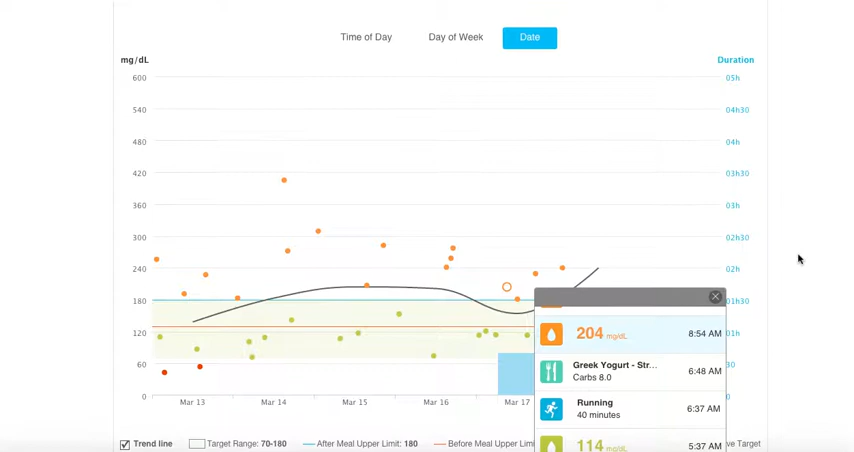 Time of Day Day of Week Date
mg/dL Duration
600 05h
540 04h30
480 04h
420 03h30
360 03h
300 02h30
240 02h
180 01h30
120 01h
60 30
0 0
204 mg/dL 8:54 AM
Greek Yogurt - Str...
Carbs 8.0 6:48 AM
Running
40 minutes 6:37 AM
114 mg/dL 5:37 AM
Mar 13 Mar 14 Mar 15 Mar 16 Mar 17
Trend line Target Range: 70-180 After Meal Upper Limit: 180 Before Meal Upper Limi ve Target